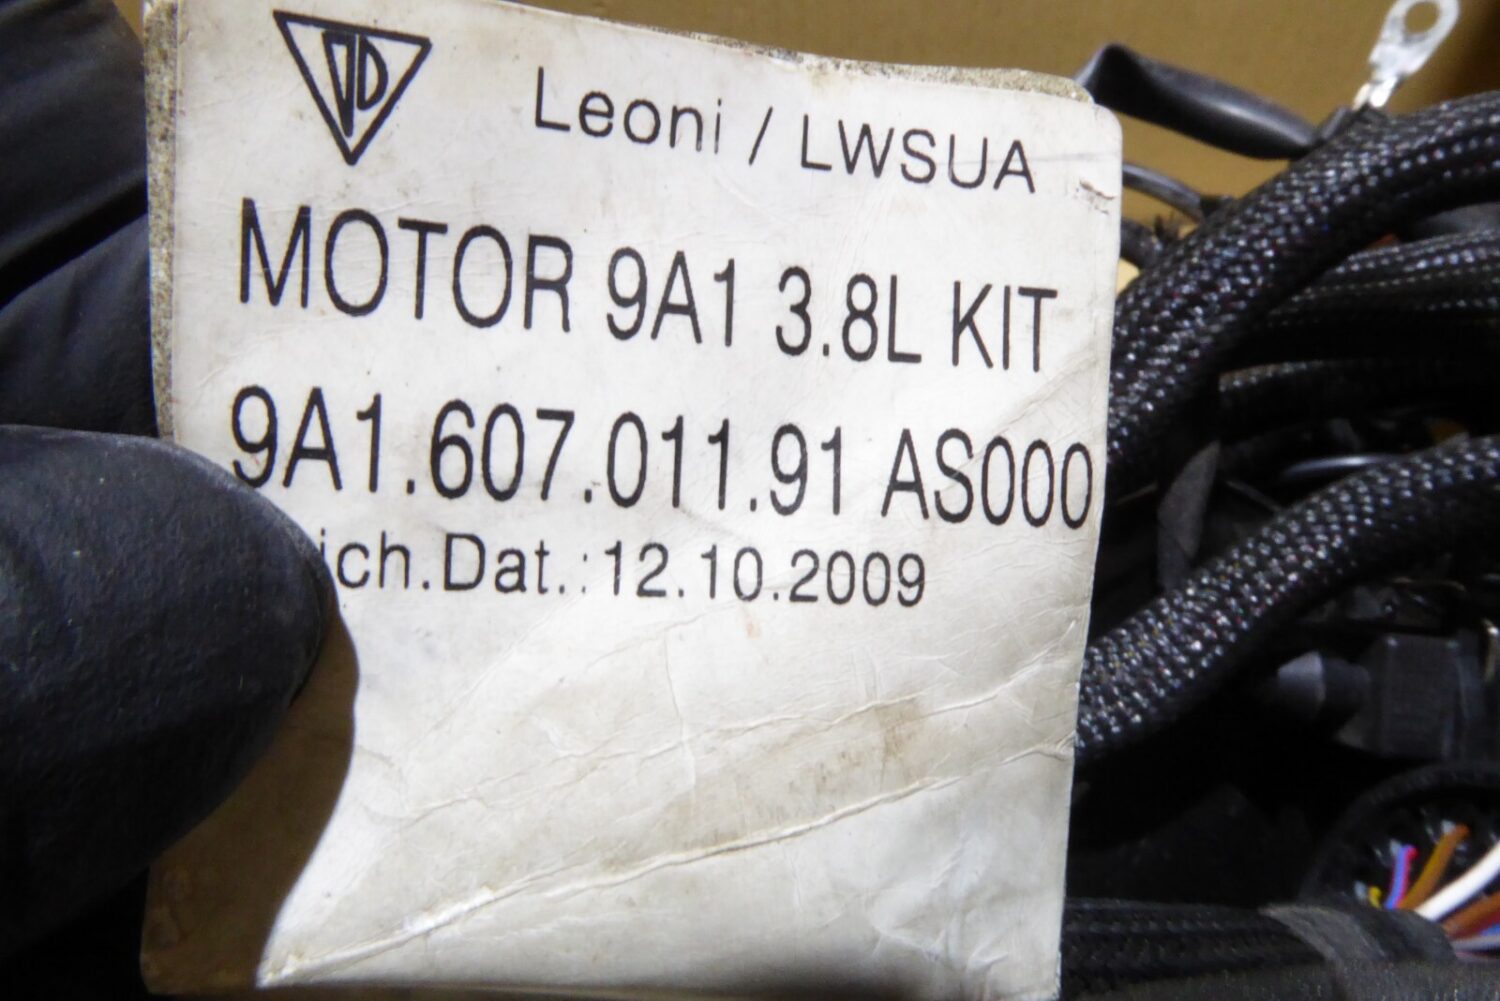 Leoni / LWSUA
MOTOR 9A1 3.8L KIT
9A1.607.011.91 AS000
ich.Dat.:12.10.2009